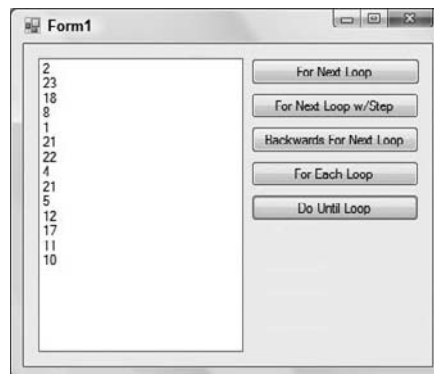 Form1
2
23
18
8
1
21
22
4
21
5
12
17
11
10
For Next Loop
For Next Loop w/Step
Backwards For Next Loop
For Each Loop
Do Until Loop